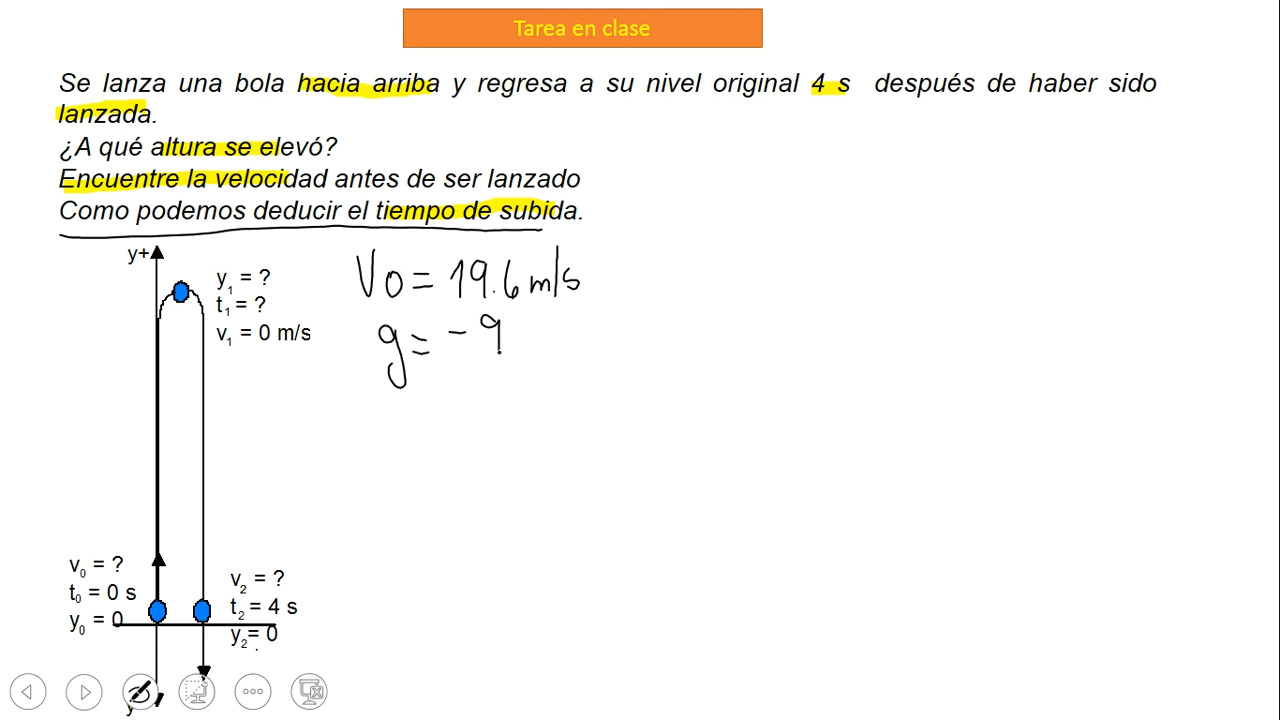 Tarea en clase
Se lanza una bola hacia arriba y regresa a su nivel original 4 s después de haber sido
lanzada.
¿A qué altura se elevó?
Encuentre la velocidad antes de ser lanzado
Como podemos deducir el tiempo de subida.
y+
y₁ = ?
t₁ = ?
v₁ = 0 m/s
Vo = 19.6 m/s
g = - 9
v₀ = ?
t₀ = 0 s
y₀ = 0
v₂ = ?
t₂ = 4 s
y₂= 0
y